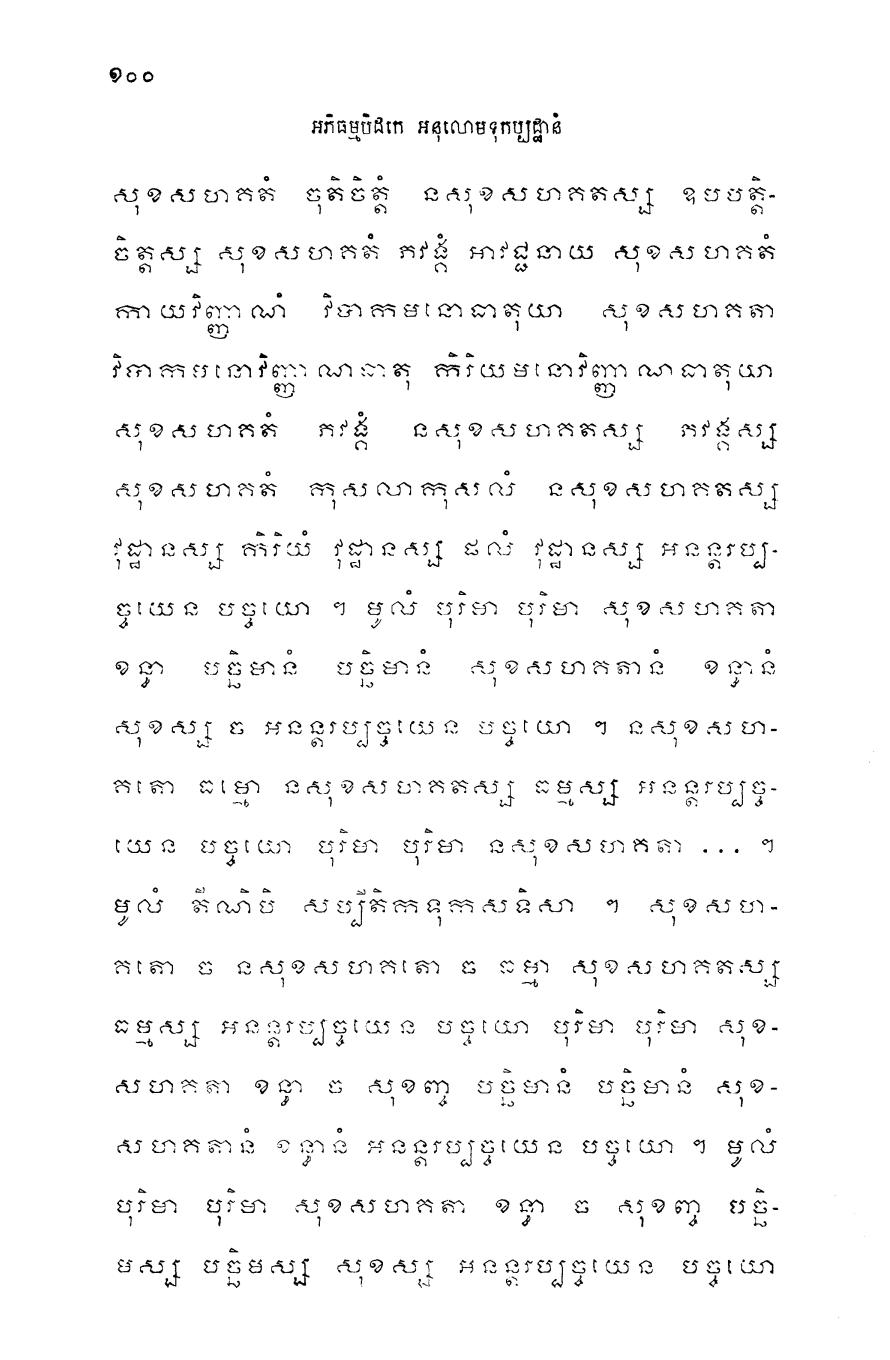 ១០០
អភិធម្មបិដកេ អនុលោមទុកប្បដ្ឋានំ
សុខសហគតំ ចុតិចិត្តំ នសុខសហគតស្ស ឧបបត្តិ-
ចិត្តស្ស សុខសហគតំ ភវង្គំ អាវជ្ជនាយ សុខសហគតំ
កាយវិញ្ញាណំ វិបាកមនោធាតុយា សុខសហគតា
វិបាកមនោវិញ្ញាណធាតុ កិរិយមនោវិញ្ញាណធាតុយា
សុខសហគតំ ភវង្គំ នសុខសហគតស្ស ភវង្គស្ស
សុខសហគតំ កុសលាកុសលំ នសុខសហគតស្ស
វុដ្ឋានស្ស កិរិយំ វុដ្ឋានស្ស ផលំ វុដ្ឋានស្ស អនន្តរប្ប-
ច្ចយេន បច្ចយោ ។ មូលំ បុរិមា បុរិមា សុខសហគតា
ខន្ធា បច្ឆិមានំ បច្ឆិមានំ សុខសហគតានំ ខន្ធានំ
សុខស្ស ច អនន្តរប្បច្ចយេន បច្ចយោ ។ នសុខសហ-
គតោ ធម្មោ នសុខសហគតស្ស ធម្មស្ស អនន្តរប្បច្ច-
យេន បច្ចយោ បុរិមា បុរិមា នសុខសហគតា ... ។
មូលំ តីណិបិ សប្បីតិកទុកសទិសា ។ សុខសហ-
គតោ ច នសុខសហគតោ ច ធម្មា សុខសហគតស្ស
ធម្មស្ស អនន្តរប្បច្ចយេន បច្ចយោ បុរិមា បុរិមា សុខ-
សហគតា ខន្ធា ច សុខញ្ច បច្ឆិមានំ បច្ឆិមានំ សុខ-
សហគតានំ ខន្ធានំ អនន្តរប្បច្ចយេន បច្ចយោ ។ មូលំ
បុរិមា បុរិមា សុខសហគតា ខន្ធា ច សុខញ្ច បច្ឆិ-
មស្ស បច្ឆិមស្ស សុខស្ស អនន្តរប្បច្ចយេន បច្ចយោ